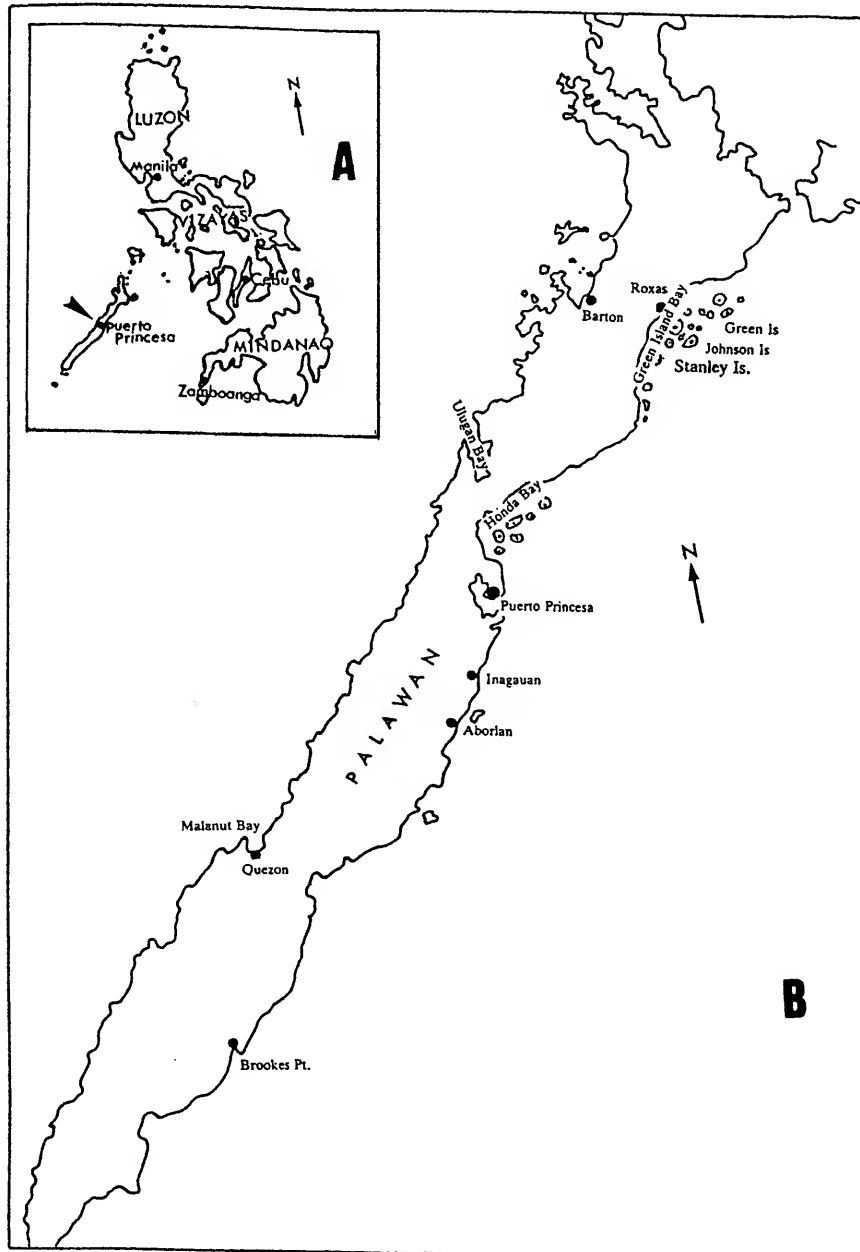 N
LUZON
A
Manila
VIZAYAS
Cebu
Puerto
Princesa
MINDANAO
Zamboanga
Roxas
Barton
Green Island Bay
Green Is
Johnson Is
Stanley Is.
Ulugan Bay
Honda Bay
N
Puerto Princesa
PALAWAN
Inagauan
Aborlan
Malanut Bay
Quezon
B
Brookes Pt.